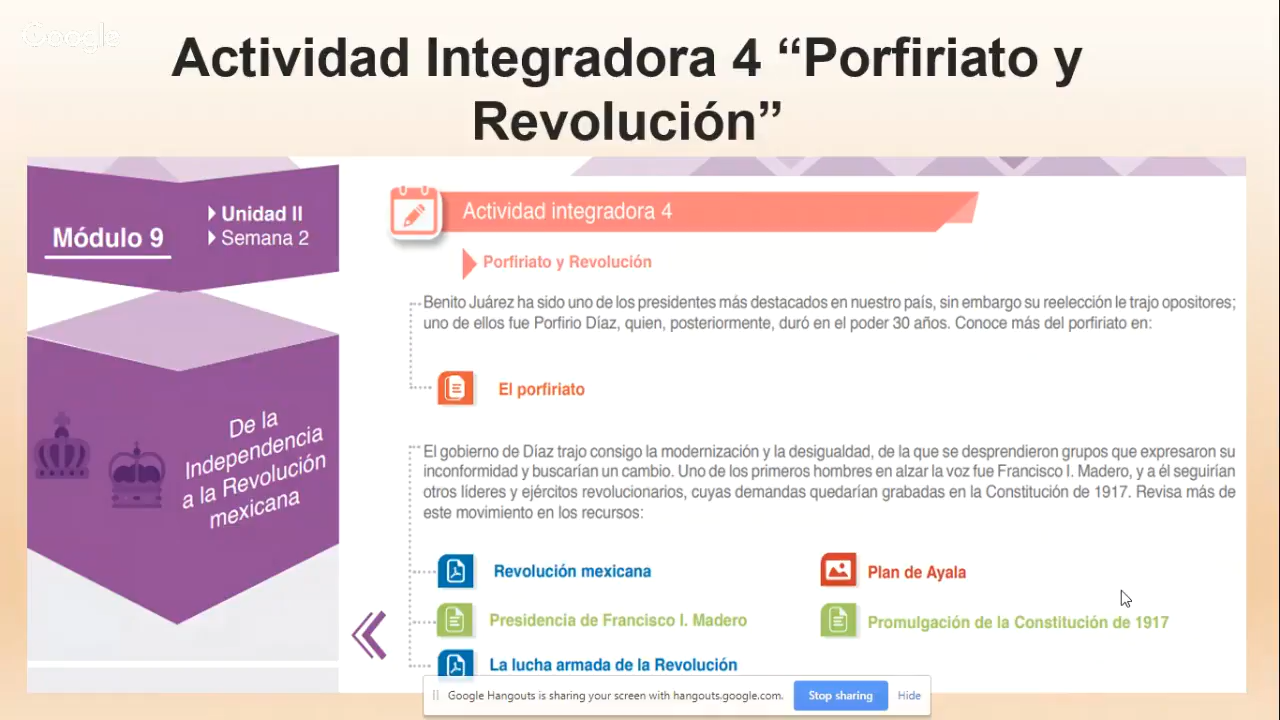 Google
Actividad Integradora 4 “Porfiriato y
Revolución”
Módulo 9
Unidad II
Semana 2
De la
Independencia
a la Revolución
mexicana
Actividad integradora 4
Porfiriato y Revolución
Benito Juárez ha sido uno de los presidentes más destacados en nuestro país, sin embargo su reelección le trajo opositores;
uno de ellos fue Porfirio Díaz, quien, posteriormente, duró en el poder 30 años. Conoce más del porfiriato en:
El porfiriato
El gobierno de Díaz trajo consigo la modernización y la desigualdad, de la que se desprendieron grupos que expresaron su
inconformidad y buscarían un cambio. Uno de los primeros hombres en alzar la voz fue Francisco I. Madero, y a él seguirían
otros líderes y ejércitos revolucionarios, cuyas demandas quedarían grabadas en la Constitución de 1917. Revisa más de
este movimiento en los recursos:
Revolución mexicana
Plan de Ayala
Presidencia de Francisco I. Madero
Promulgación de la Constitución de 1917
La lucha armada de la Revolución
Google Hangouts is sharing your screen with hangouts.google.com.
Stop sharing
Hide